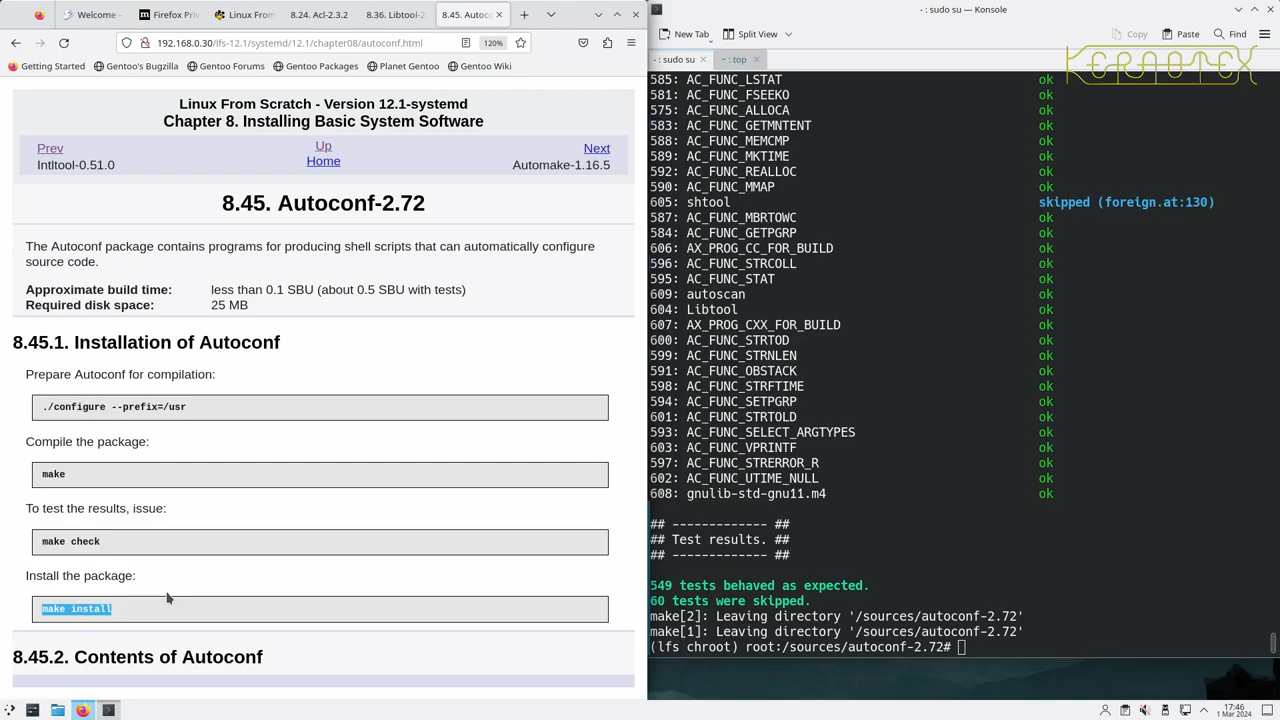 Welcome –
Firefox Priv
Linux From
8.24. Acl-2.3.2
8.36. Libtool-2
8.45. Autoco
192.168.0.30/lfs-12.1/systemd/12.1/chapter08/autoconf.html
120%
Getting Started
Gentoo's Bugzilla
Gentoo Forums
Gentoo Packages
Planet Gentoo
Gentoo Wiki
Linux From Scratch - Version 12.1-systemd
Chapter 8. Installing Basic System Software
Prev
Up
Next
Intltool-0.51.0
Home
Automake-1.16.5
8.45. Autoconf-2.72
The Autoconf package contains programs for producing shell scripts that can automatically configure
source code.
Approximate build time: less than 0.1 SBU (about 0.5 SBU with tests)
Required disk space: 25 MB
8.45.1. Installation of Autoconf
Prepare Autoconf for compilation:
./configure --prefix=/usr
Compile the package:
make
To test the results, issue:
make check
Install the package:
make install
8.45.2. Contents of Autoconf
- : sudo su — Konsole
New Tab
Split View
Copy
Paste
Find
- : sudo su
~ : top
KERNOTEX
585: AC_FUNC_LSTAT ok
581: AC_FUNC_FSEEKO ok
575: AC_FUNC_ALLOCA ok
583: AC_FUNC_GETMNTENT ok
588: AC_FUNC_MEMCMP ok
589: AC_FUNC_MKTIME ok
592: AC_FUNC_REALLOC ok
590: AC_FUNC_MMAP ok
605: shtool skipped (foreign.at:130)
587: AC_FUNC_MBRTOWC ok
584: AC_FUNC_GETPGRP ok
606: AX_PROG_CC_FOR_BUILD ok
596: AC_FUNC_STRCOLL ok
595: AC_FUNC_STAT ok
609: autoscan ok
604: Libtool ok
607: AX_PROG_CXX_FOR_BUILD ok
600: AC_FUNC_STRTOD ok
599: AC_FUNC_STRNLEN ok
591: AC_FUNC_OBSTACK ok
598: AC_FUNC_STRFTIME ok
594: AC_FUNC_SETPGRP ok
601: AC_FUNC_STRTOLD ok
593: AC_FUNC_SELECT_ARGTYPES ok
603: AC_FUNC_VPRINTF ok
597: AC_FUNC_STRERROR_R ok
602: AC_FUNC_UTIME_NULL ok
608: gnulib-std-gnu11.m4 ok
## ------------- ##
## Test results. ##
## ------------- ##
549 tests behaved as expected.
60 tests were skipped.
make[2]: Leaving directory '/sources/autoconf-2.72'
make[1]: Leaving directory '/sources/autoconf-2.72'
(lfs chroot) root:/sources/autoconf-2.72#
17:46
1 Mar 2024